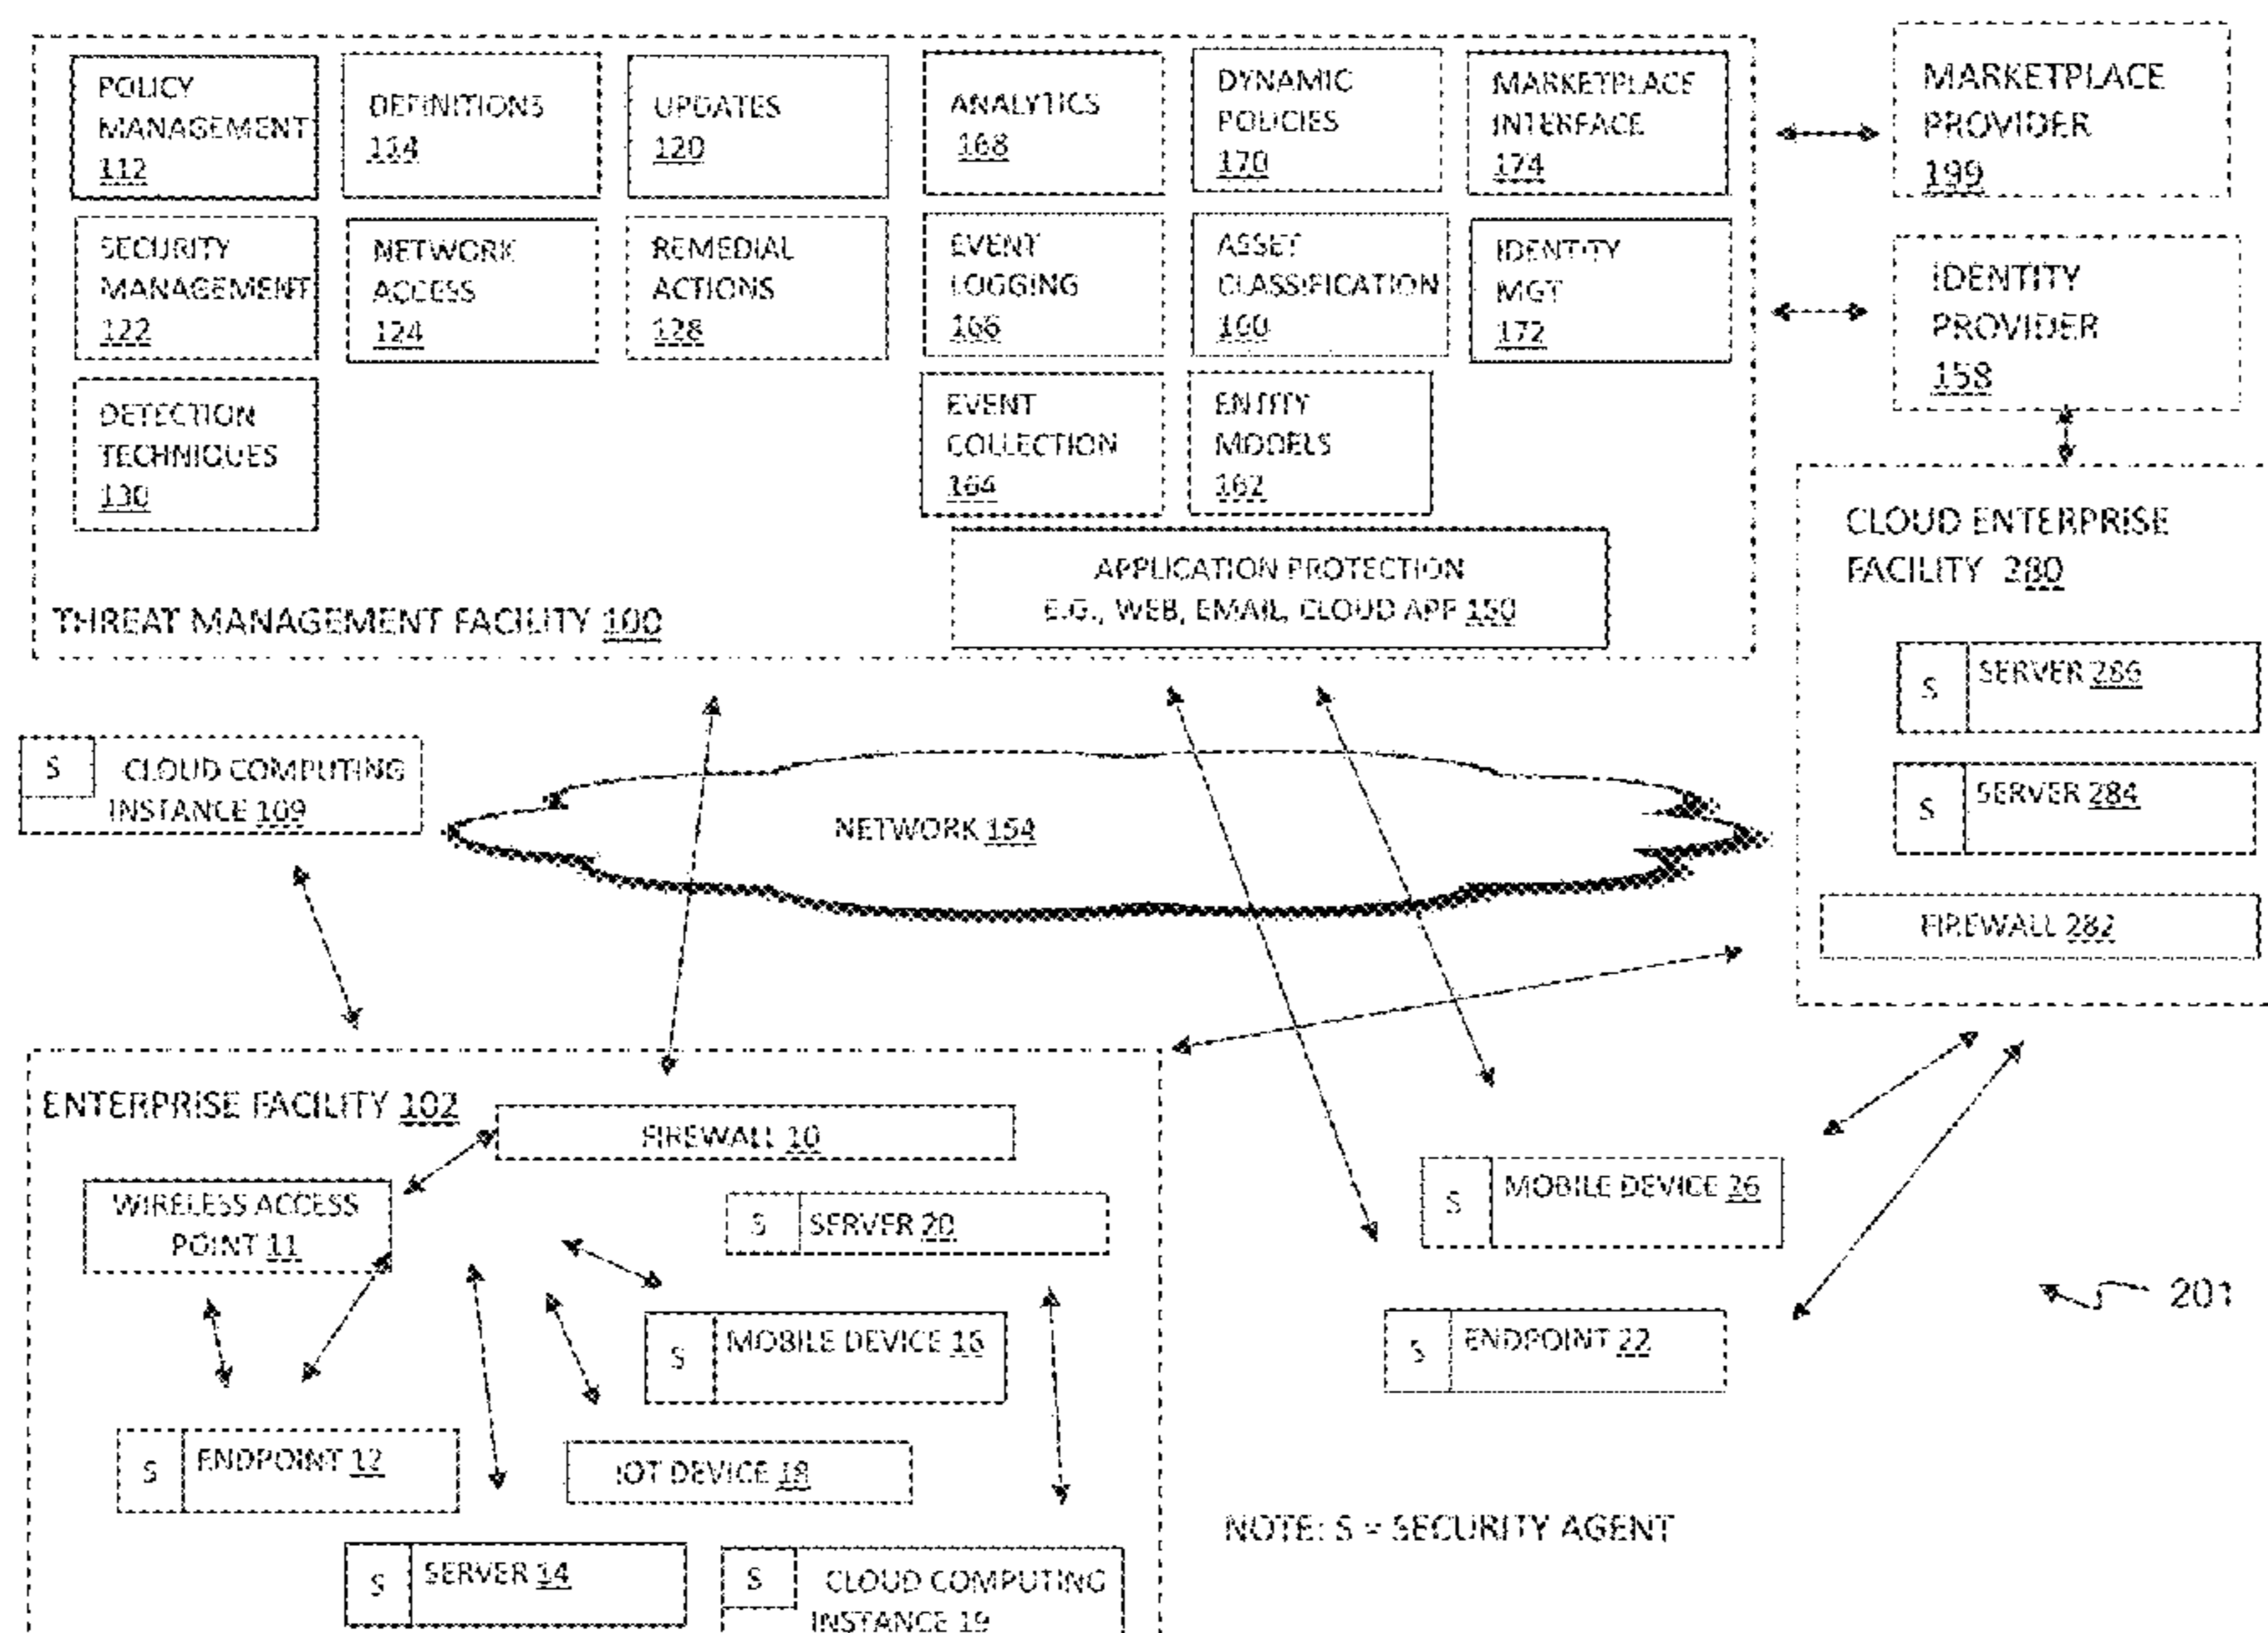 POLICY
MANAGEMENT
112
DEFINITIONS
114
UPDATES
120
ANALYTICS
168
DYNAMIC
POLICIES
170
MARKETPLACE
INTERFACE
174
MARKETPLACE
PROVIDER
199
SECURITY
MANAGEMENT
122
NETWORK
ACCESS
124
REMEDIAL
ACTIONS
128
EVENT
LOGGING
166
ASSET
CLASSIFICATION
160
IDENTITY
MGT
172
IDENTITY
PROVIDER
158
DETECTION
TECHNIQUES
130
EVENT
COLLECTION
164
ENTITY
MODELS
162
APPLICATION PROTECTION
E.G., WEB, EMAIL, CLOUD APP 150
THREAT MANAGEMENT FACILITY 100
CLOUD ENTERPRISE
FACILITY 280
S SERVER 286
S SERVER 284
FIREWALL 282
S CLOUD COMPUTING
INSTANCE 109
NETWORK 154
ENTERPRISE FACILITY 102
FIREWALL 10
WIRELESS ACCESS
POINT 11
S SERVER 20
S MOBILE DEVICE 16
S ENDPOINT 12
IOT DEVICE 18
S SERVER 14
S CLOUD COMPUTING
INSTANCE 19
S MOBILE DEVICE 26
S ENDPOINT 22
201
NOTE: S = SECURITY AGENT